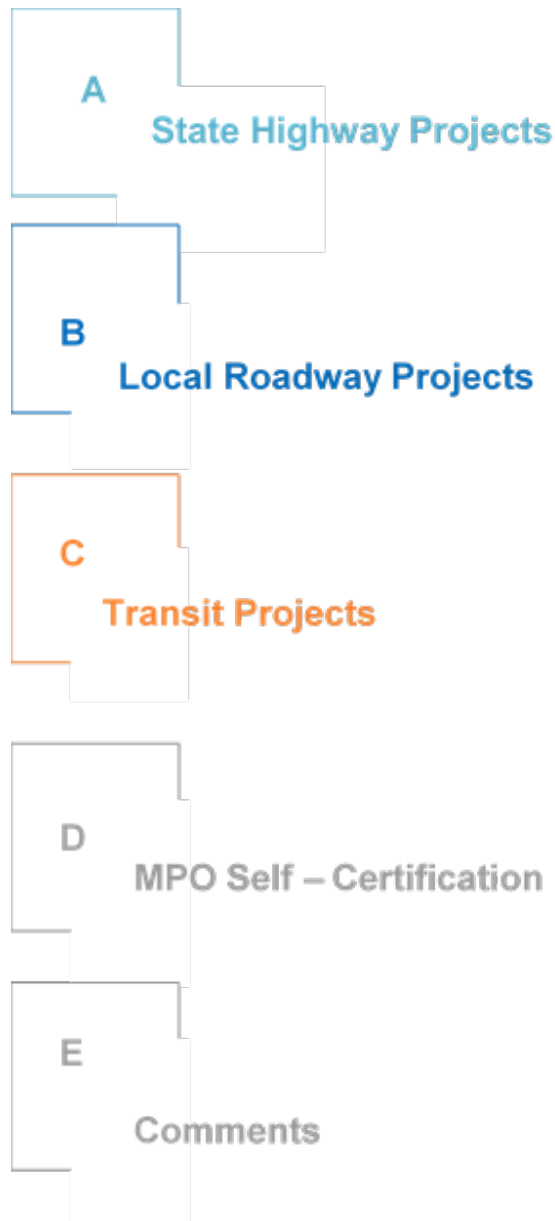 A
State Highway Projects
B
Local Roadway Projects
C
Transit Projects
D
MPO Self – Certification
E
Comments